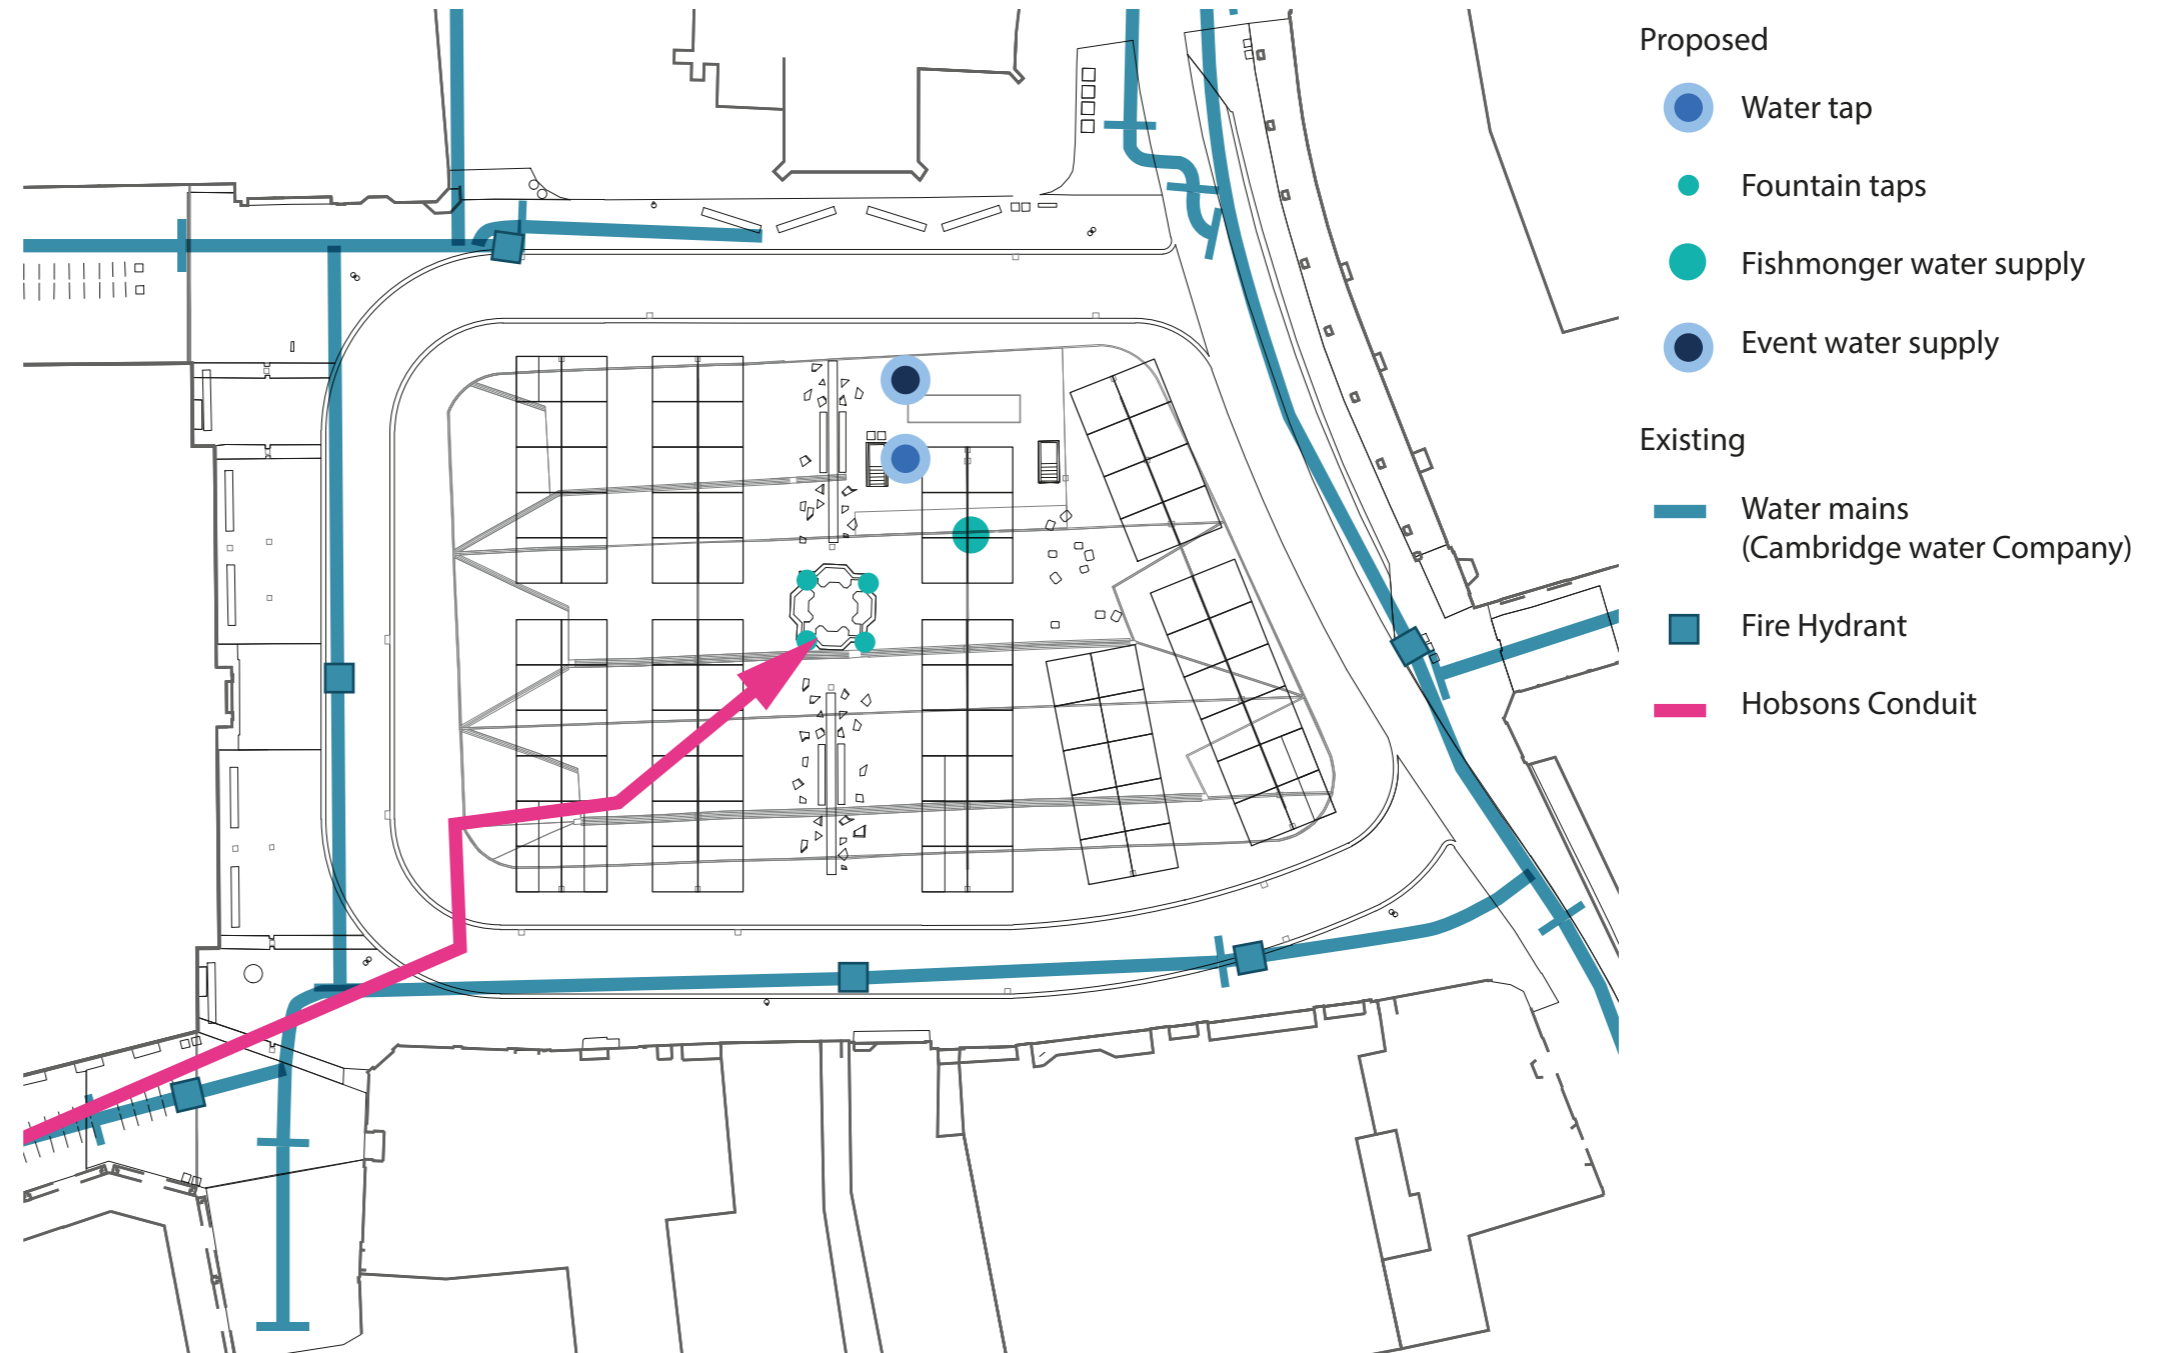 Proposed
Water tap
Fountain taps
Fishmonger water supply
Event water supply
Existing
Water mains
(Cambridge water Company)
Fire Hydrant
Hobsons Conduit